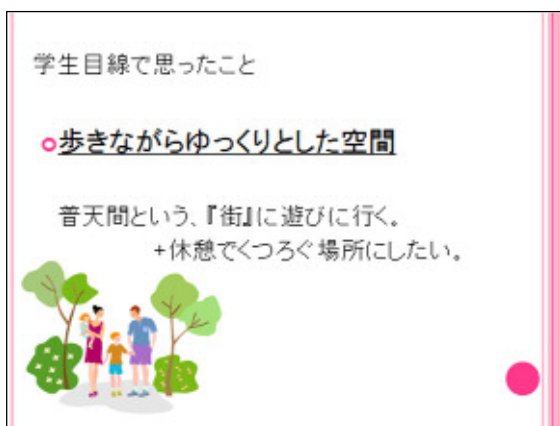 学生目線で思ったこと
歩きながらゆっくりとした空間
普天間という、『街』に遊びに行く。
+休憩でくつろぐ場所にしたい。